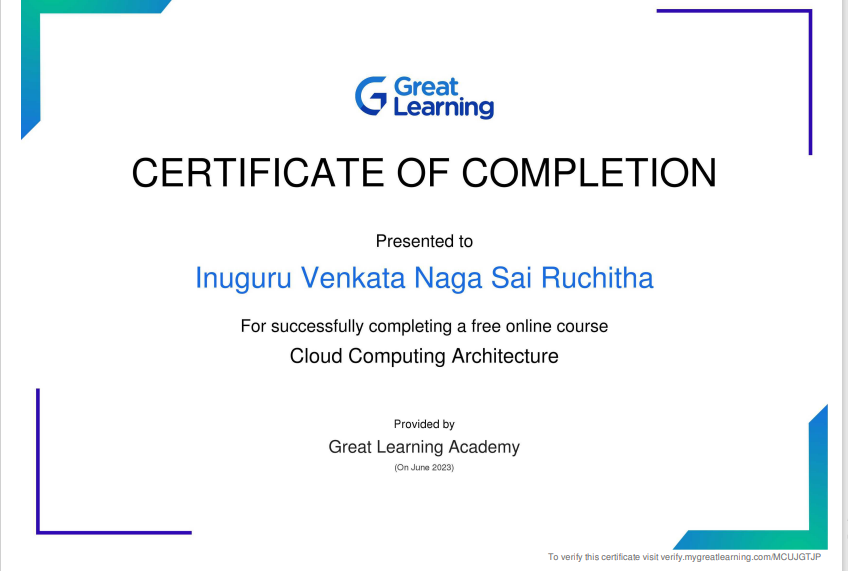 Great
Learning
CERTIFICATE OF COMPLETION
Presented to
Inuguru Venkata Naga Sai Ruchitha
For successfully completing a free online course
Cloud Computing Architecture
Provided by
Great Learning Academy
(On June 2023)
To verify this certificate visit verify.mygreatlearning.com/MCUJGTJP